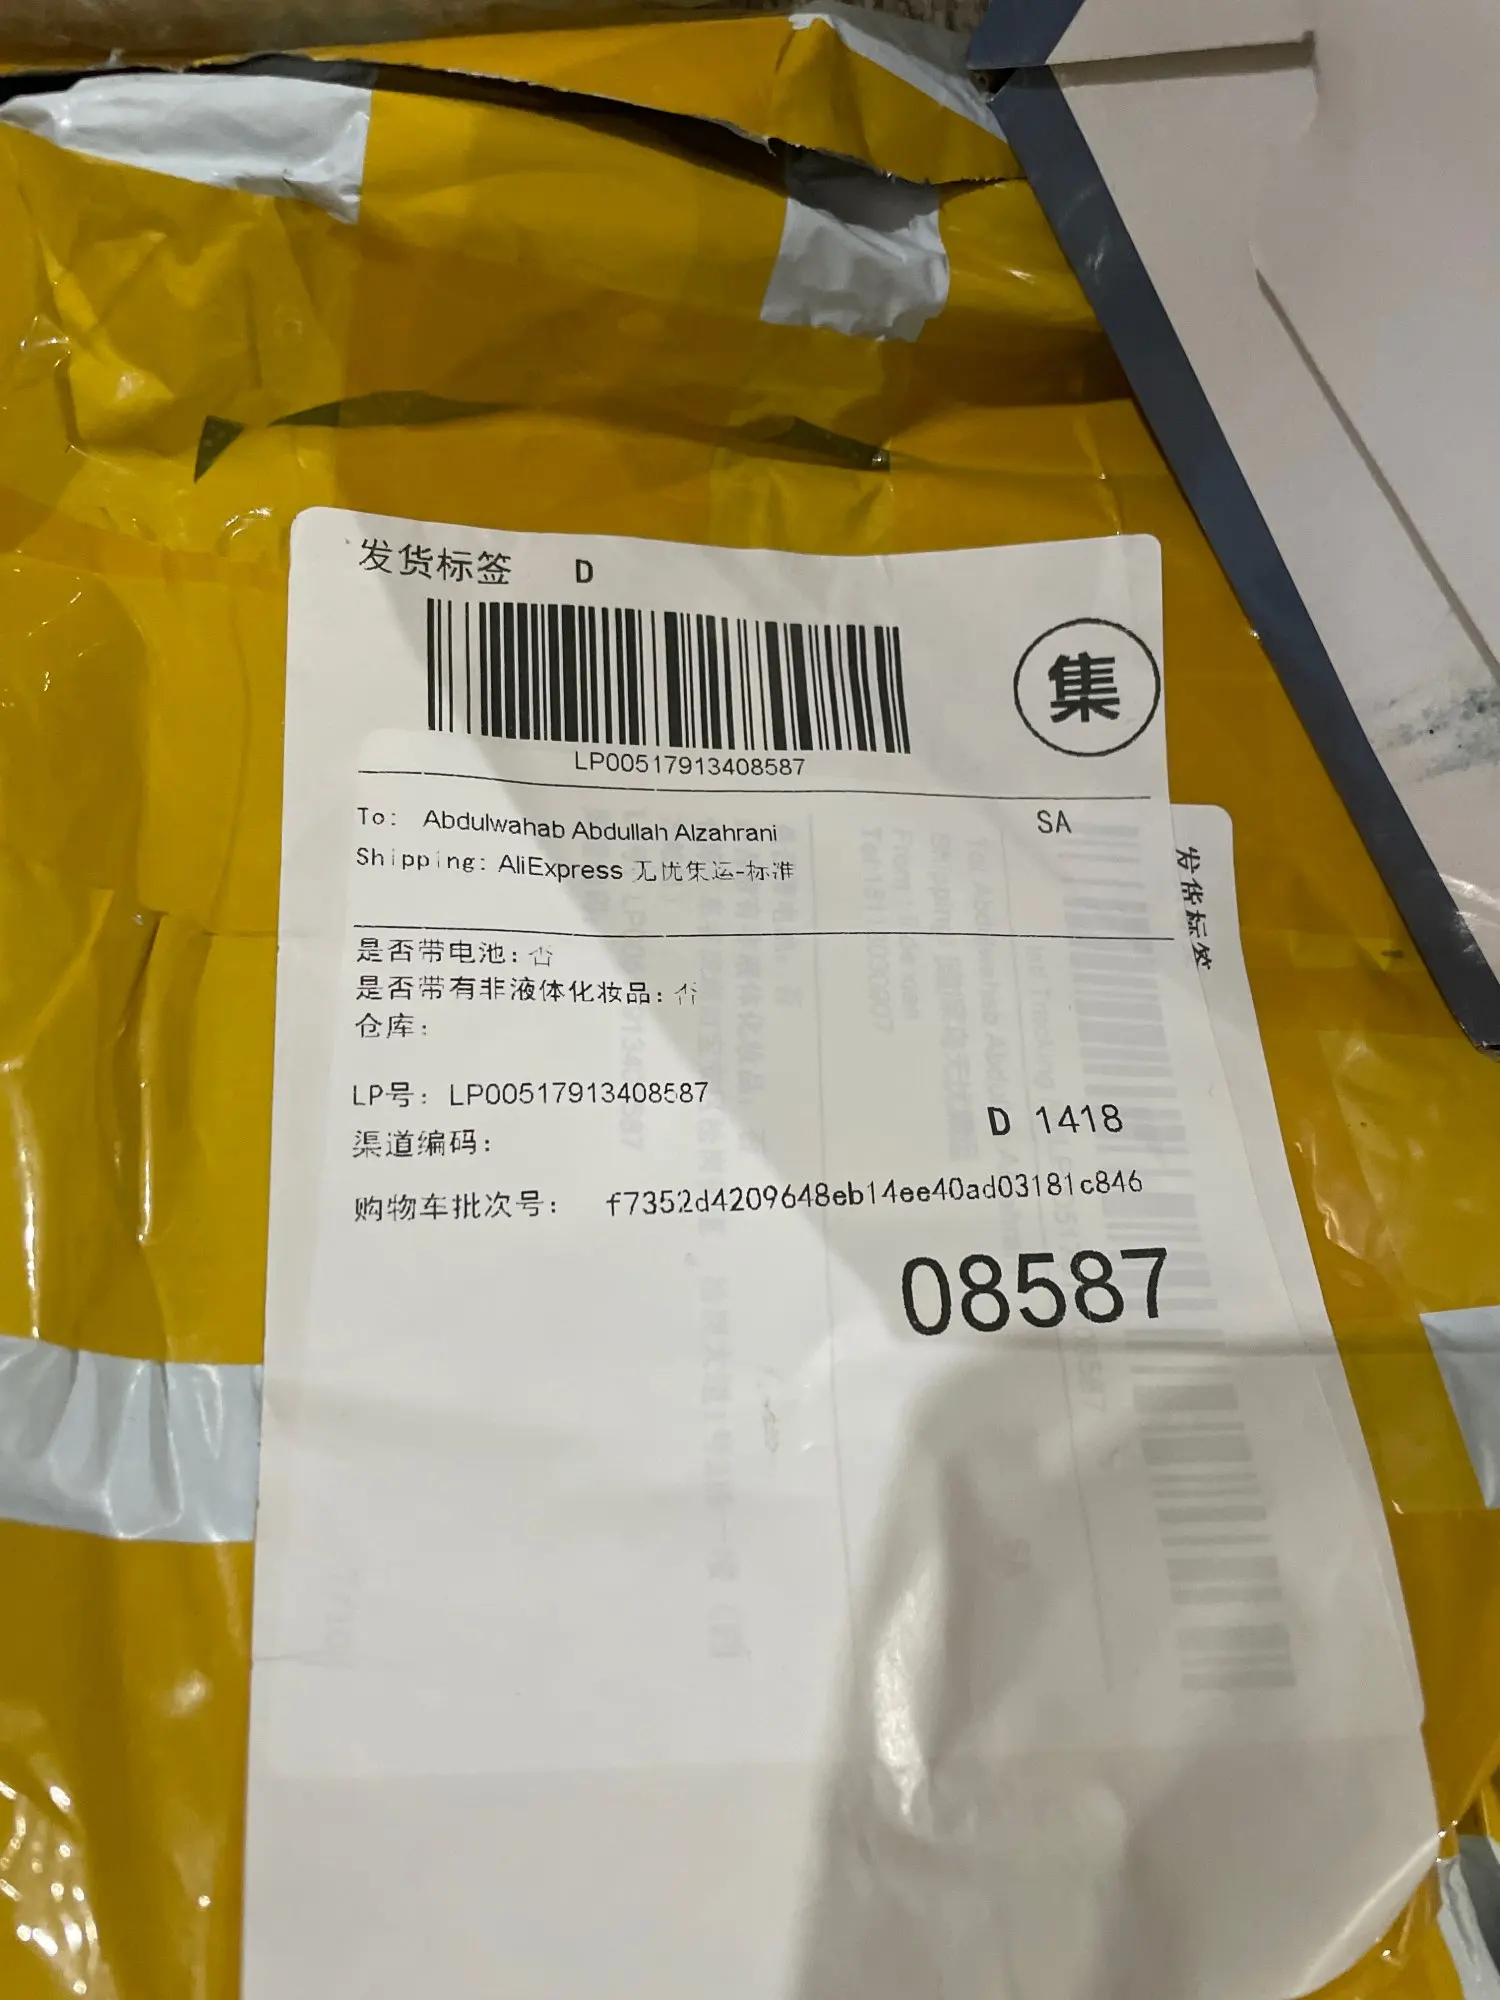 发货标签 D
集
LP00517913408587
To: Abdulwahab Abdullah Alzahrani SA
Shipping: AliExpress 无忧集运-标准
发货标签
是否带电池: 否
是否带有非液体化妆品: 否
仓库:
LP号: LP00517913408587
D 1418
渠道编码:
购物车批次号: f7352d4209648eb14ee40ad03181c846
08587